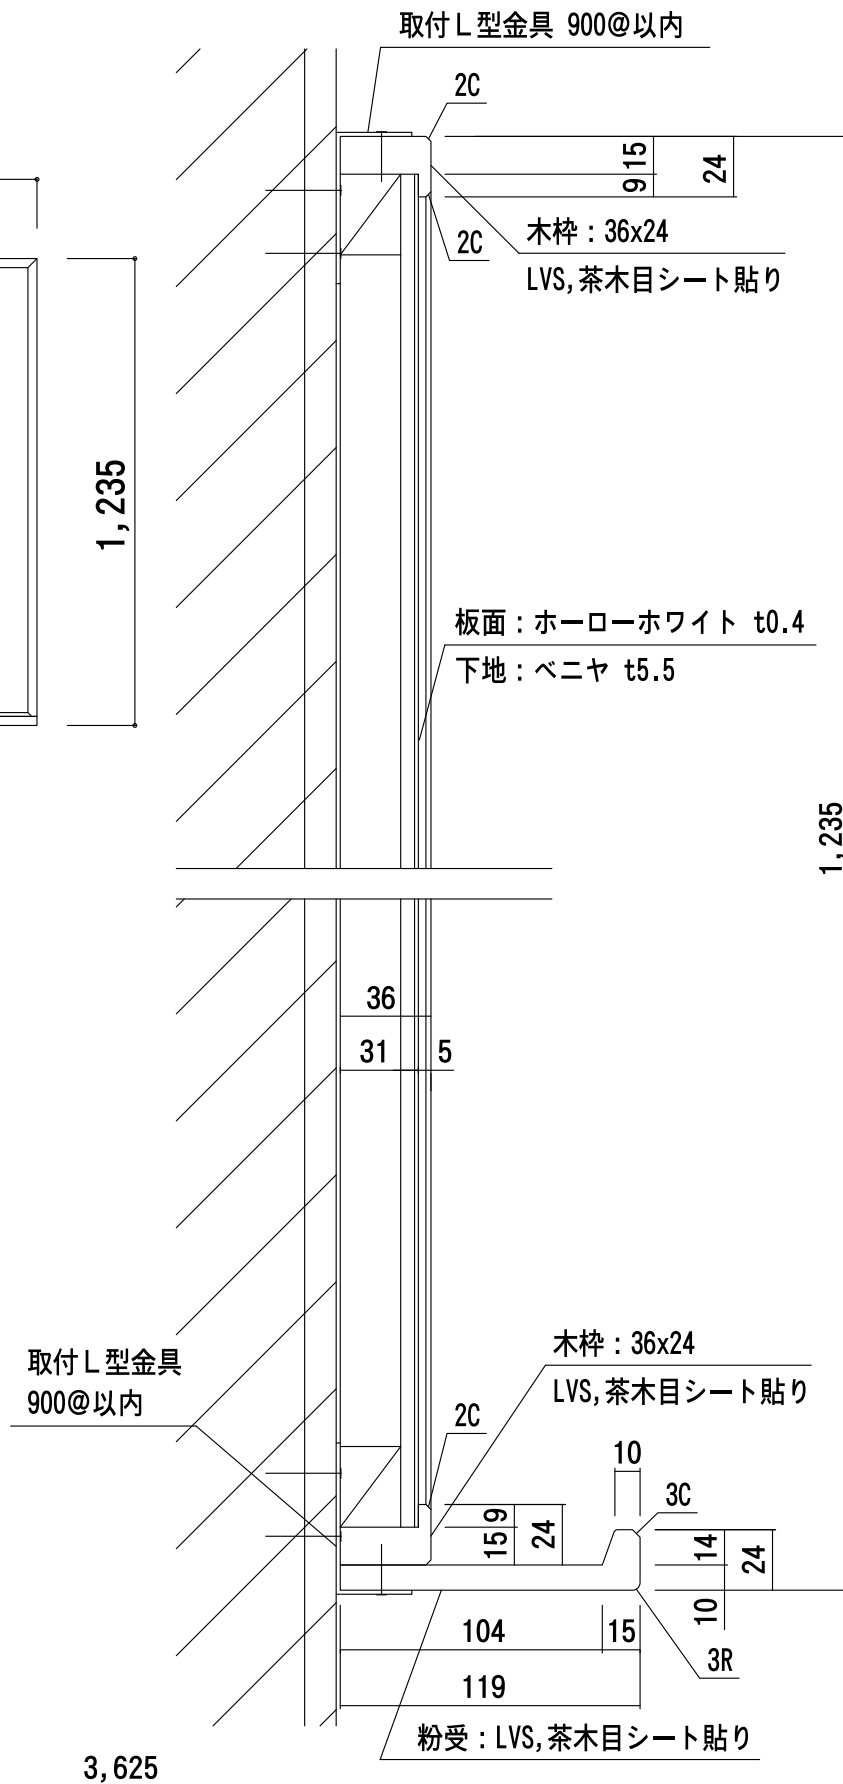 取付L型金具 900@以内
2C
15
9
24
2C
木枠：36x24
LVS,茶木目シート貼り
1,235
板面：ホーローホワイト t0.4
下地：ベニヤ t5.5
1,235
36
31
5
取付L型金具
900@以内
木枠：36x24
LVS,茶木目シート貼り
2C
10
3C
9
15
24
14
24
10
104
15
3R
119
粉受：LVS,茶木目シート貼り
3,625